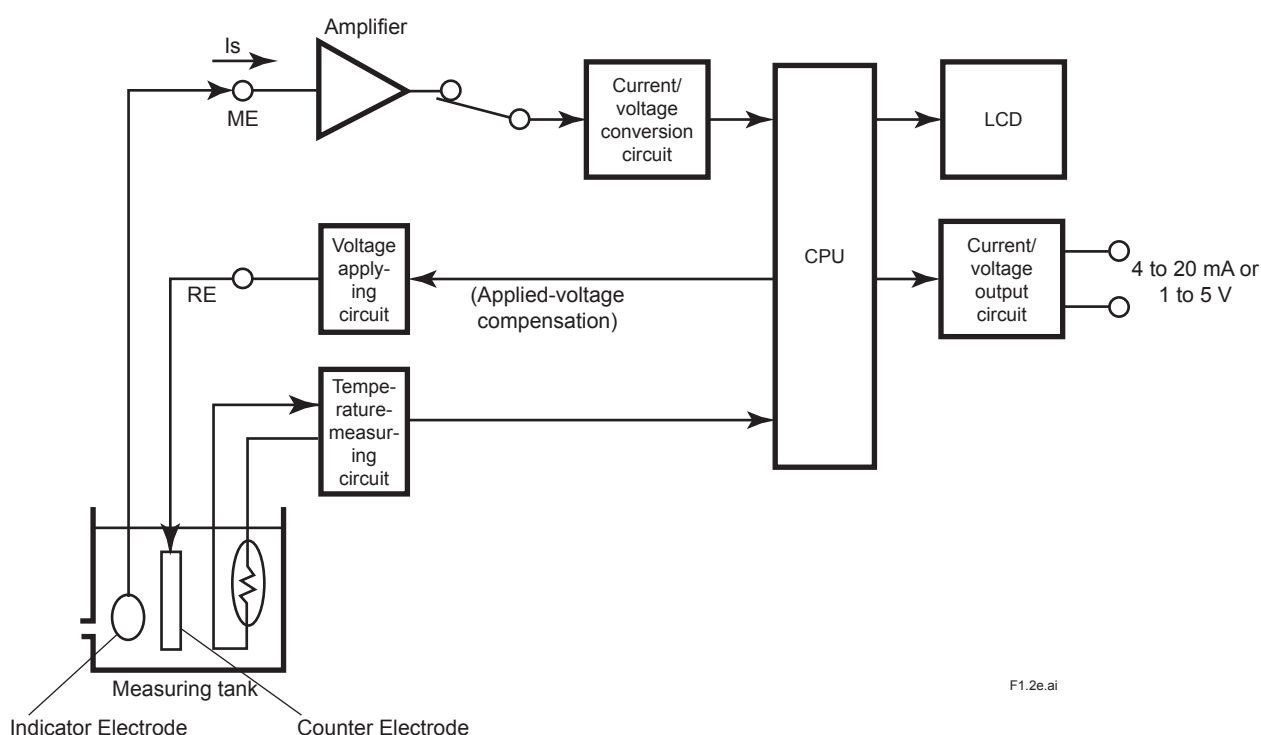 Amplifier
Is
ME
Current/
voltage
conversion
circuit
CPU
LCD
Voltage
apply-
ing
circuit
RE
(Applied-voltage
compensation)
Current/
voltage
output
circuit
4 to 20 mA or
1 to 5 V
Tempe-
rature-
measur-
ing
circuit
Measuring tank
Indicator Electrode
Counter Electrode
F1.2e.ai